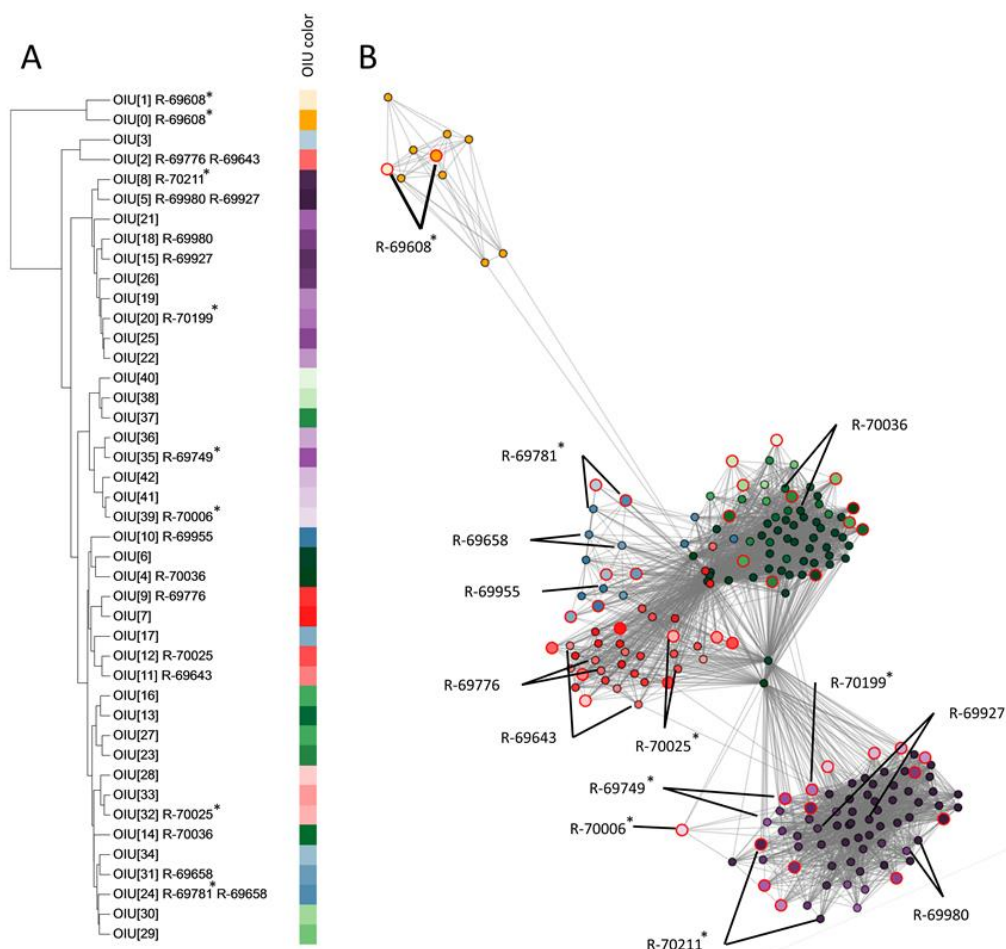 A
OIU color
B
OIU[1] R-69608*
OIU[0] R-69608*
OIU[3]
OIU[2] R-69776 R-69643
OIU[8] R-70211*
OIU[5] R-69980 R-69927
OIU[21]
OIU[18] R-69980
OIU[15] R-69927
OIU[26]
OIU[19]
OIU[20] R-70199*
OIU[25]
OIU[22]
OIU[40]
OIU[38]
OIU[37]
OIU[36]
OIU[35] R-69749*
OIU[42]
OIU[41]
OIU[39] R-70006*
OIU[10] R-69955
OIU[6]
OIU[4] R-70036
OIU[9] R-69776
OIU[7]
OIU[17]
OIU[12] R-70025
OIU[11] R-69643
OIU[16]
OIU[13]
OIU[27]
OIU[23]
OIU[28]
OIU[33]
OIU[32] R-70025*
OIU[14] R-70036
OIU[34]
OIU[31] R-69658
OIU[24] R-69781* R-69658
OIU[30]
OIU[29]
R-69608*
R-70036
R-69781*
R-69658
R-69955
R-69776
R-69643
R-70025*
R-70199*
R-69927
R-69749*
R-70006*
R-69980
R-70211*